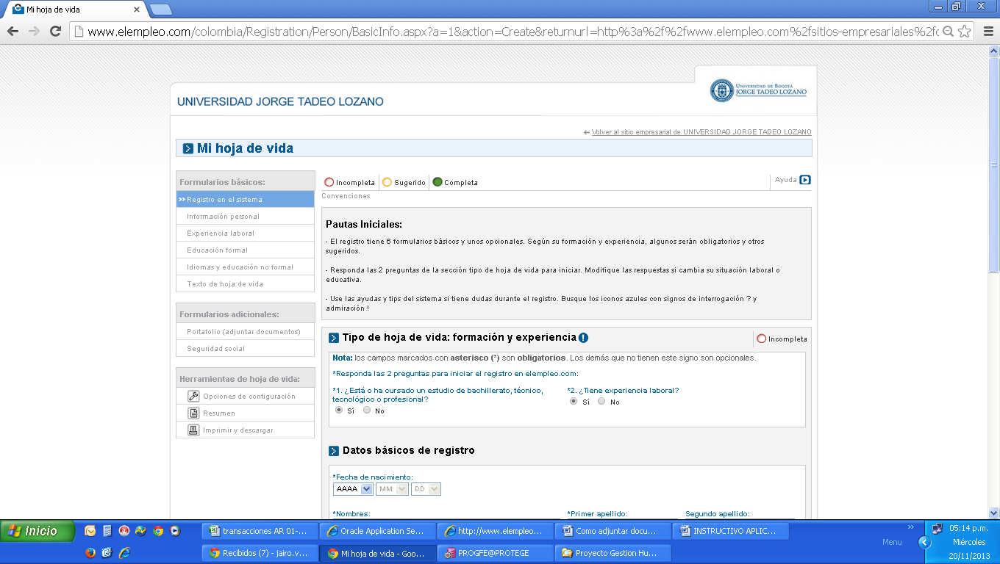 Mi hoja de vida
www.elempleo.com/colombia/Registration/Person/BasicInfo.aspx?a=1&action=Create&returnurl=http%3a%2f%2fwww.elempleo.com%2fsitios-empresariales%2fc
UNIVERSIDAD JORGE TADEO LOZANO
UNIVERSIDAD DE BOGOTÁ
JORGE TADEO LOZANO
Volver al sitio empresarial de UNIVERSIDAD JORGE TADEO LOZANO
Mi hoja de vida
Formularios básicos:
>> Registro en el sistema
Información personal
Experiencia laboral
Educación formal
Idiomas y educación no formal
Texto de hoja de vida
Formularios adicionales:
Portafolio (adjuntar documentos)
Seguridad social
Herramientas de hoja de vida:
Opciones de configuración
Resumen
Imprimir y descargar
Incompleta Sugerido Completa Ayuda
Convenciones
Pautas Iniciales:
- El registro tiene 6 formularios básicos y unos opcionales. Según su formación y experiencia, algunos serán obligatorios y otros
sugeridos.
- Responda las 2 preguntas de la sección tipo de hoja de vida para iniciar. Modifique las respuestas si cambia su situación laboral o
educativa.
- Use las ayudas y tips del sistema si tiene dudas durante el registro. Busque los iconos azules con signos de interrogación ? y
admiración !
Tipo de hoja de vida: formación y experiencia ! Incompleta
Nota: los campos marcados con asterisco (*) son obligatorios. Los demás que no tienen este signo son opcionales.
*Responda las 2 preguntas para iniciar el registro en elempleo.com:
*1. ¿Está o ha cursado un estudio de bachillerato, técnico,
tecnológico o profesional?
Sí No
*2. ¿Tiene experiencia laboral?
Sí No
Datos básicos de registro
*Fecha de nacimiento:
AAAA MM DD
*Nombres: *Primer apellido: Segundo apellido:
Inicio
transacciones AR 01-... Oracle Application Se... http://www.elempleo... Como adjuntar docu... INSTRUCTIVO APLIC...
Recibidos (7) - jairo.v... Mi hoja de vida - Goo... PROGFE@PROTEGE Proyecto Gestion Hu...
Menu
05:14 p.m.
Miércoles
20/11/2013